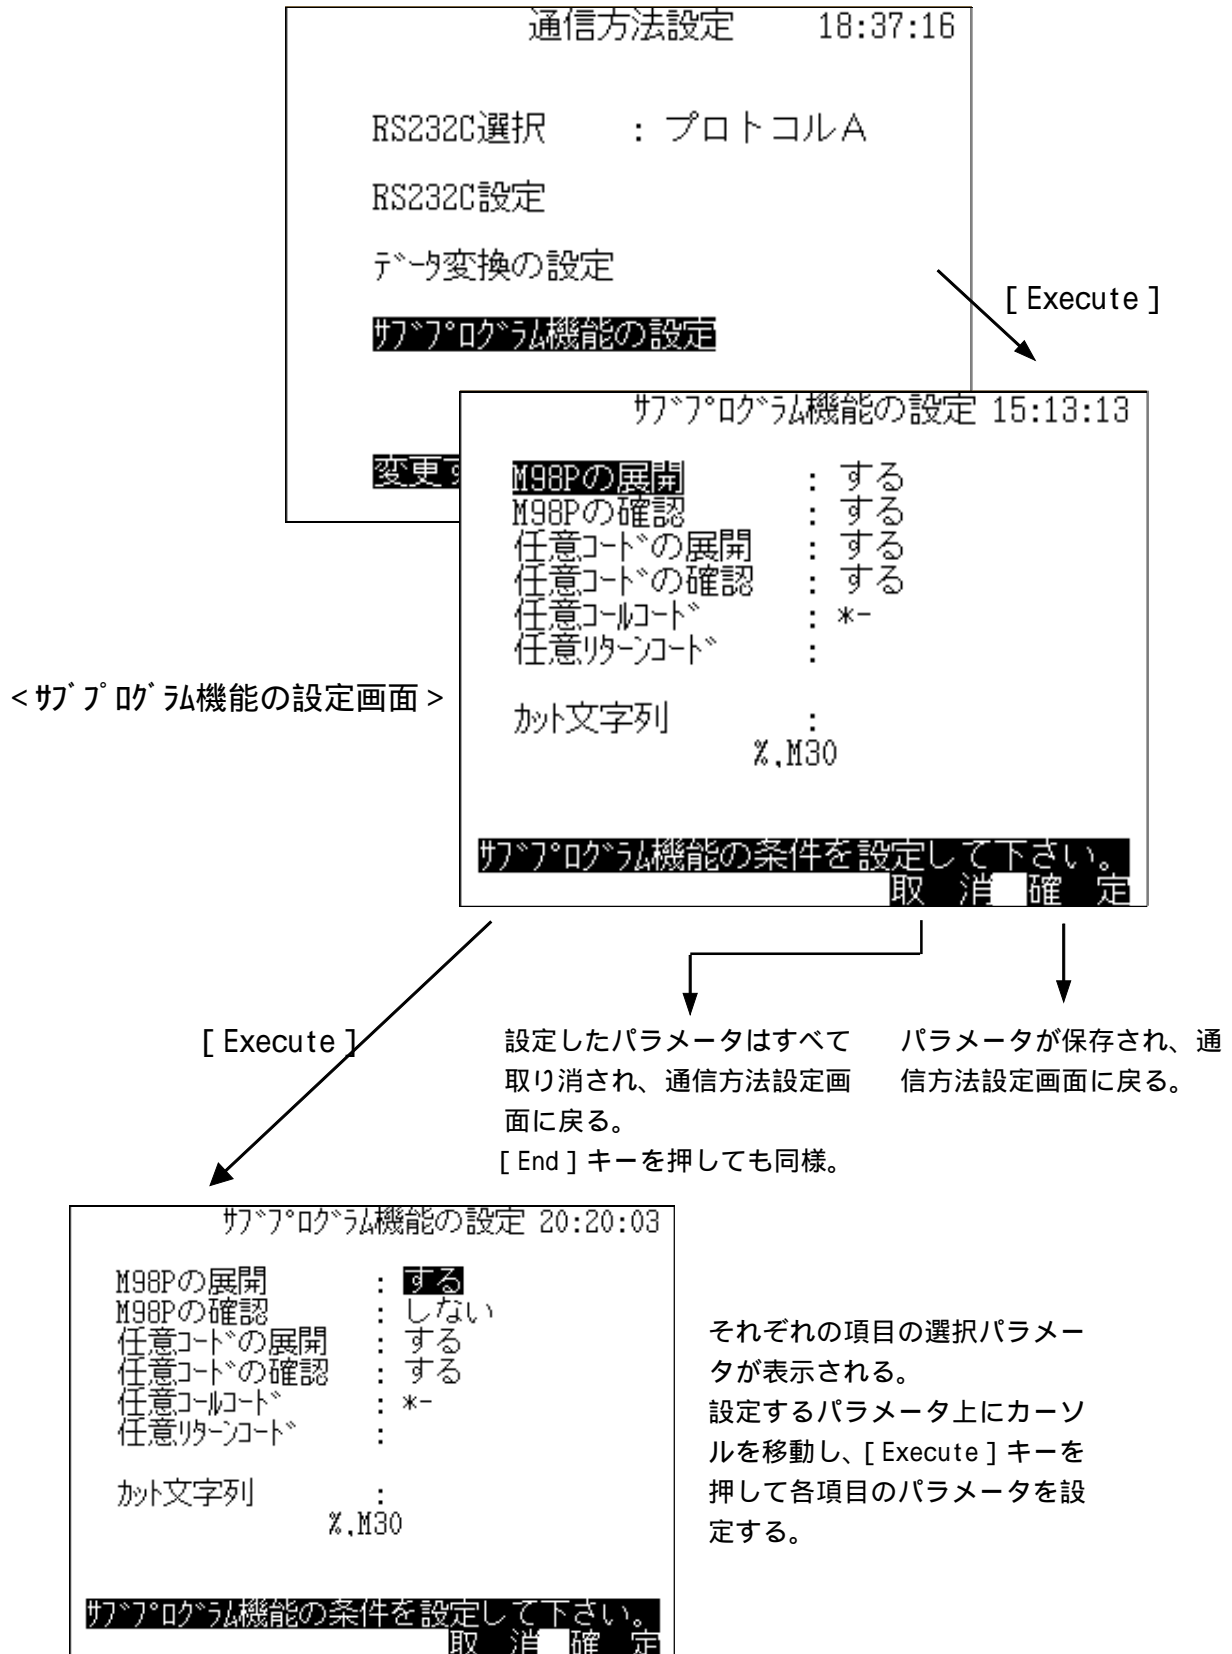 通信方法設定 18:37:16
RS232C選択 : プロトコルA
RS232C設定
ﾃﾞｰﾀ変換の設定
ｻﾌﾞﾌﾟﾛｸﾞﾗﾑ機能の設定
変更す
[Execute]
ｻﾌﾞﾌﾟﾛｸﾞﾗﾑ機能の設定 15:13:13
M98Pの展開 : する
M98Pの確認 : する
任意ｺｰﾄﾞの展開 : する
任意ｺｰﾄﾞの確認 : する
任意ｺｰﾙｺｰﾄﾞ : *-
任意ﾘﾀｰﾝｺｰﾄﾞ :
ｶｯﾄ文字列 :
%,M30
ｻﾌﾞﾌﾟﾛｸﾞﾗﾑ機能の条件を設定して下さい。
取 消 確 定
<ｻﾌﾞﾌﾟﾛｸﾞﾗﾑ機能の設定画面>
[Execute]
設定したパラメータはすべて
取り消され、通信方法設定画
面に戻る。
[End]キーを押しても同様。
パラメータが保存され、通
信方法設定画面に戻る。
ｻﾌﾞﾌﾟﾛｸﾞﾗﾑ機能の設定 20:20:03
M98Pの展開 : する
M98Pの確認 : しない
任意ｺｰﾄﾞの展開 : する
任意ｺｰﾄﾞの確認 : する
任意ｺｰﾙｺｰﾄﾞ : *-
任意ﾘﾀｰﾝｺｰﾄﾞ :
ｶｯﾄ文字列 :
%,M30
ｻﾌﾞﾌﾟﾛｸﾞﾗﾑ機能の条件を設定して下さい。
取 消 確 定
それぞれの項目の選択パラメー
タが表示される。
設定するパラメータ上にカーソ
ルを移動し、[Execute]キーを
押して各項目のパラメータを設
定する。